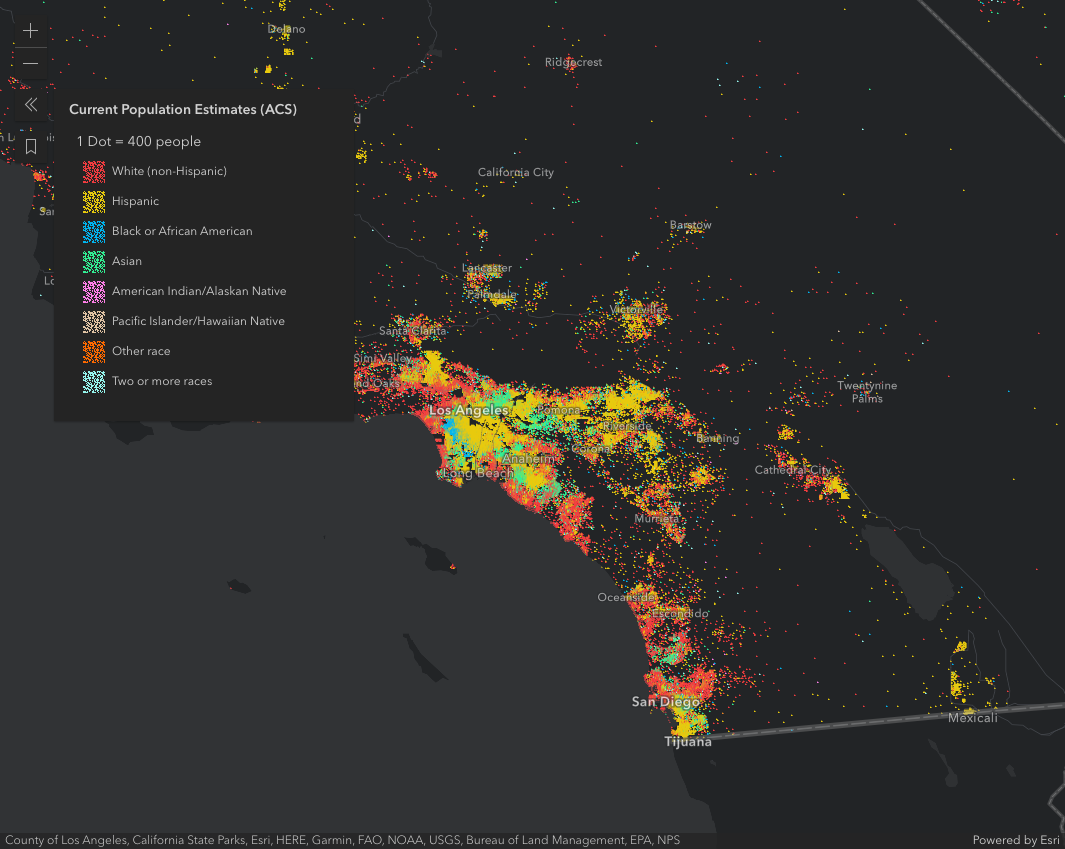 Delano
Ridgecrest
Current Population Estimates (ACS)
1 Dot = 400 people
White (non-Hispanic)
Hispanic
Black or African American
Asian
American Indian/Alaskan Native
Pacific Islander/Hawaiian Native
Other race
Two or more races
California City
Barstow
Lancaster
Palmdale
Victorville
Santa Clarita
Simi Valley
Oaks
Twentynine
Palms
Los Angeles
Pomona
Riverside
Banning
Corona
Anaheim
Long Beach
Cathedral City
Murrieta
Oceanside
Escondido
San Diego
Mexicali
Tijuana
County of Los Angeles, California State Parks, Esri, HERE, Garmin, FAO, NOAA, USGS, Bureau of Land Management, EPA, NPS
Powered by Esri